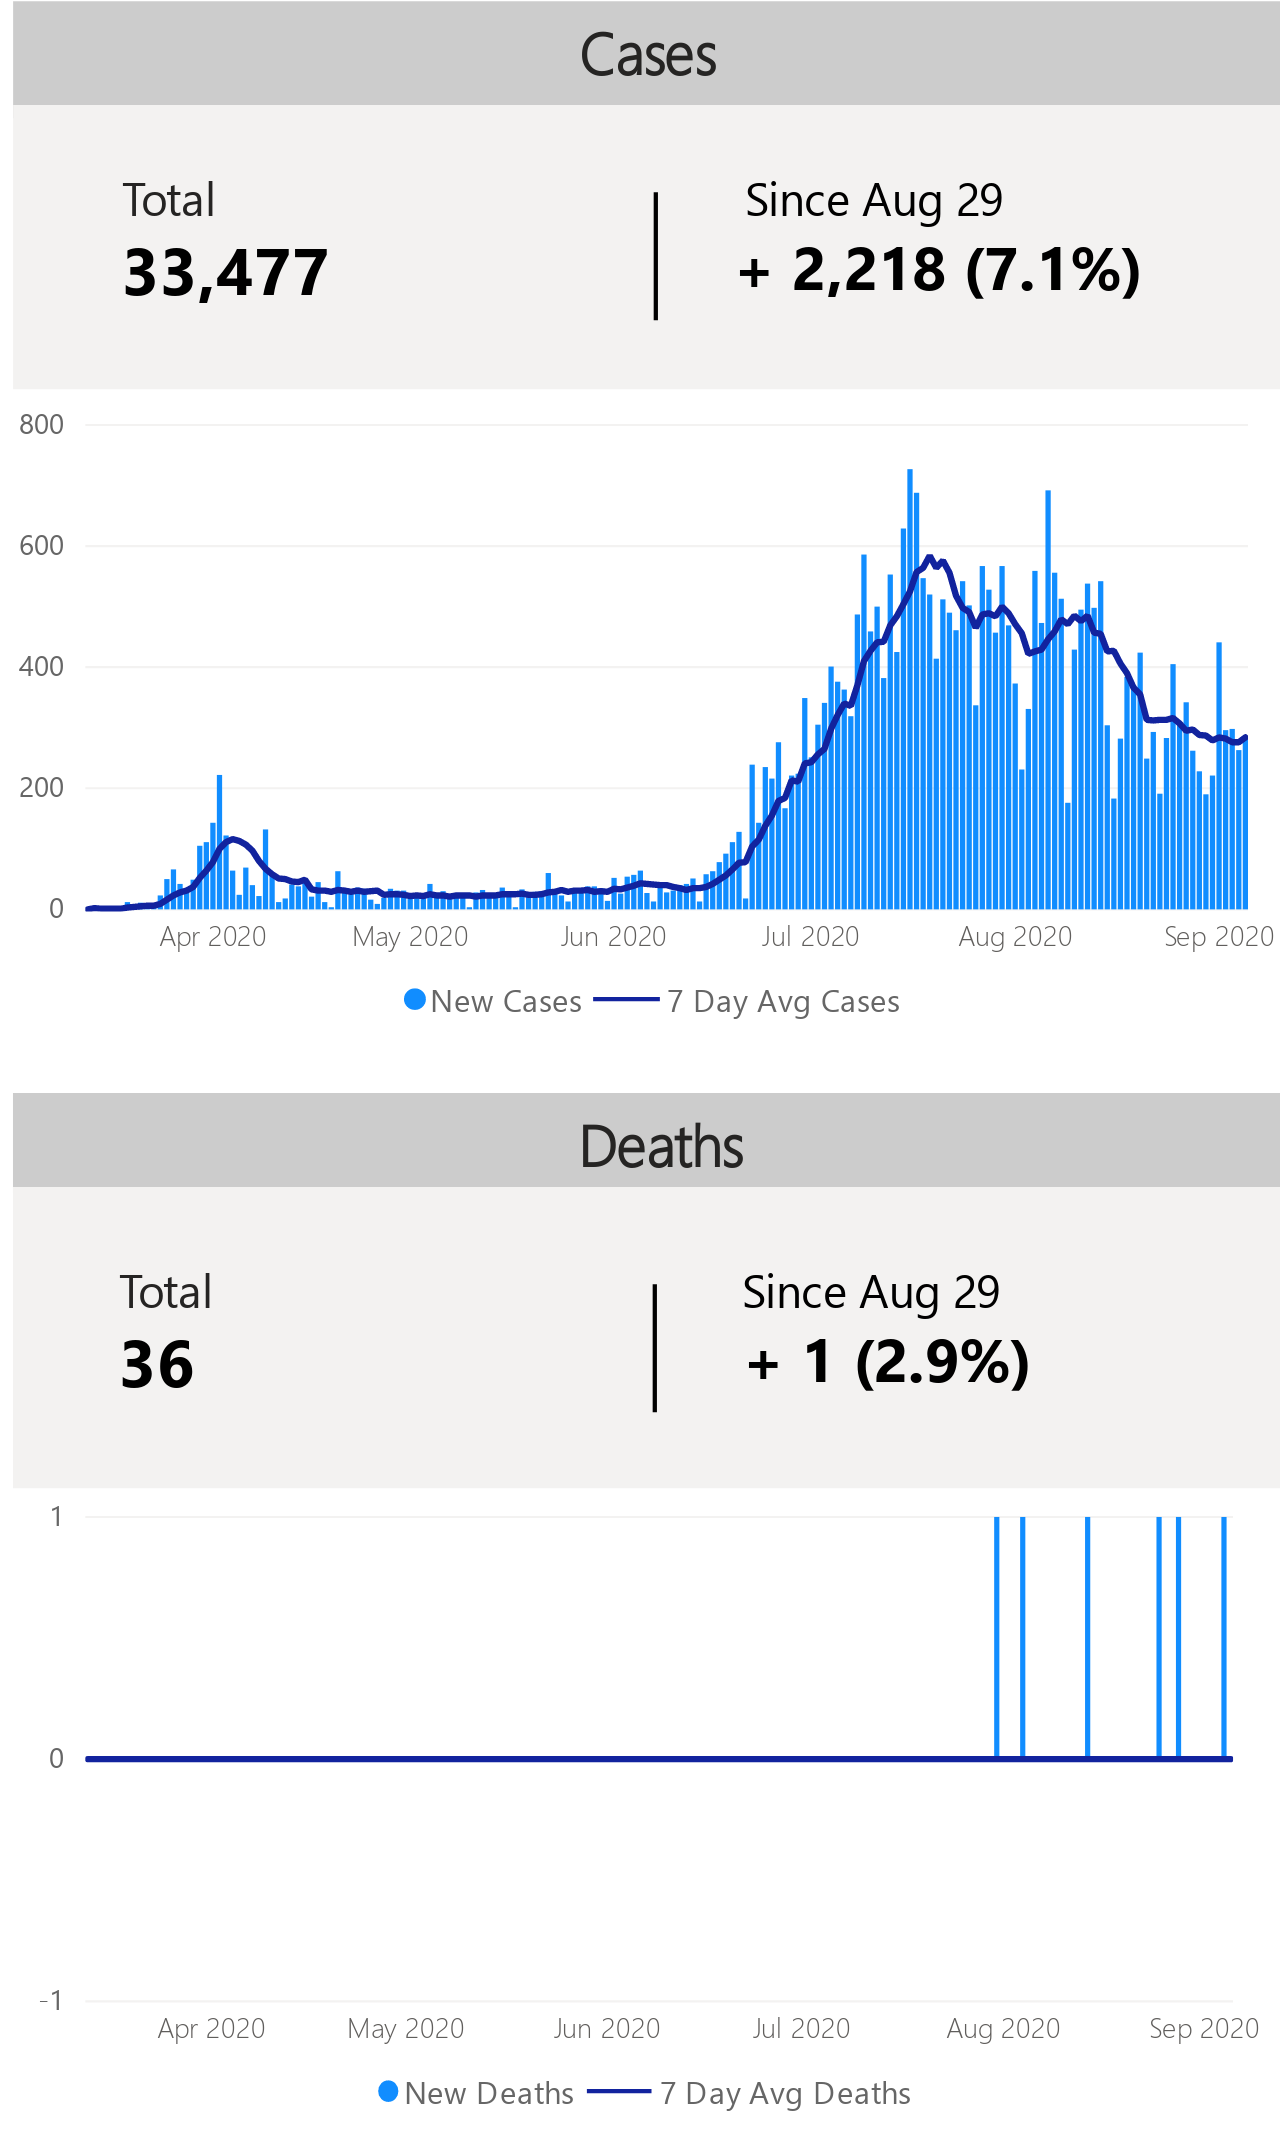 Cases
Total
Since Aug 29
33,477
+ 2,218 (7.1%)
800
600
400
200
0
Apr 2020 May 2020 Jun 2020 Jul 2020 Aug 2020 Sep 2020
New Cases 7 Day Avg Cases
Deaths
Total
Since Aug 29
36
+ 1 (2.9%)
1
0
-1
Apr 2020 May 2020 Jun 2020 Jul 2020 Aug 2020 Sep 2020
New Deaths 7 Day Avg Deaths